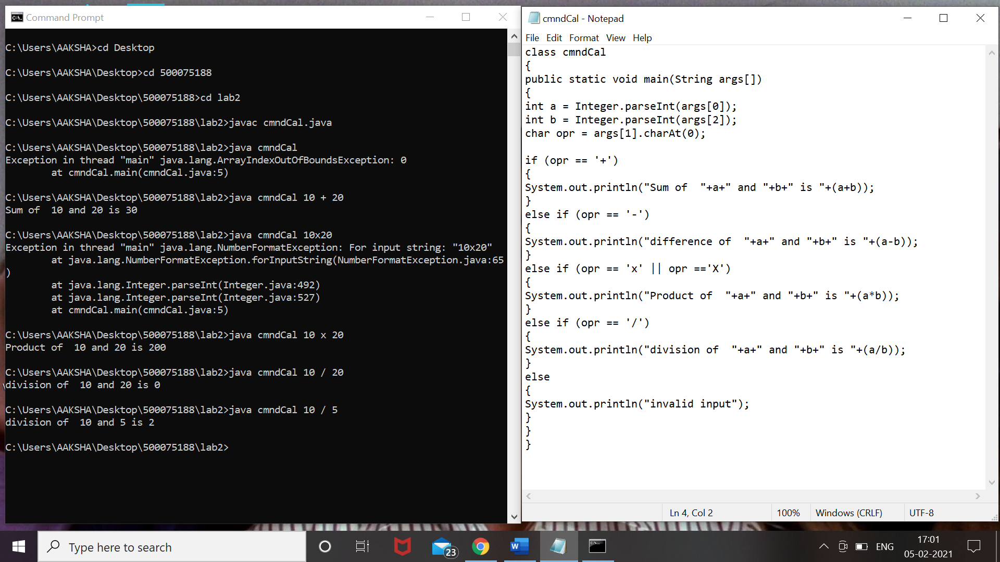 Command Prompt
C:\Users\AAKSHA>cd Desktop
C:\Users\AAKSHA\Desktop>cd 500075188
C:\Users\AAKSHA\Desktop\500075188>cd lab2
C:\Users\AAKSHA\Desktop\500075188\lab2>javac cmndCal.java
C:\Users\AAKSHA\Desktop\500075188\lab2>java cmndCal
Exception in thread "main" java.lang.ArrayIndexOutOfBoundsException: 0
at cmndCal.main(cmndCal.java:5)
C:\Users\AAKSHA\Desktop\500075188\lab2>java cmndCal 10 + 20
Sum of  10 and 20 is 30
C:\Users\AAKSHA\Desktop\500075188\lab2>java cmndCal 10x20
Exception in thread "main" java.lang.NumberFormatException: For input string: "10x20"
at java.lang.NumberFormatException.forInputString(NumberFormatException.java:65
)
at java.lang.Integer.parseInt(Integer.java:492)
at java.lang.Integer.parseInt(Integer.java:527)
at cmndCal.main(cmndCal.java:5)
C:\Users\AAKSHA\Desktop\500075188\lab2>java cmndCal 10 x 20
Product of  10 and 20 is 200
C:\Users\AAKSHA\Desktop\500075188\lab2>java cmndCal 10 / 20
division of  10 and 20 is 0
C:\Users\AAKSHA\Desktop\500075188\lab2>java cmndCal 10 / 5
division of  10 and 5 is 2
C:\Users\AAKSHA\Desktop\500075188\lab2>
cmndCal - Notepad
File Edit Format View Help
class cmndCal
{
public static void main(String args[])
{
int a = Integer.parseInt(args[0]);
int b = Integer.parseInt(args[2]);
char opr = args[1].charAt(0);
if (opr == '+')
{
System.out.println("Sum of  "+a+" and "+b+" is "+(a+b));
}
else if (opr == '-')
{
System.out.println("difference of  "+a+" and "+b+" is "+(a-b));
}
else if (opr == 'x' || opr =='X')
{
System.out.println("Product of  "+a+" and "+b+" is "+(a*b));
}
else if (opr == '/')
{
System.out.println("division of  "+a+" and "+b+" is "+(a/b));
}
else
{
System.out.println("invalid input");
}
}
}
Ln 4, Col 2 100% Windows (CRLF) UTF-8
Type here to search
23
W
ENG
17:01
05-02-2021